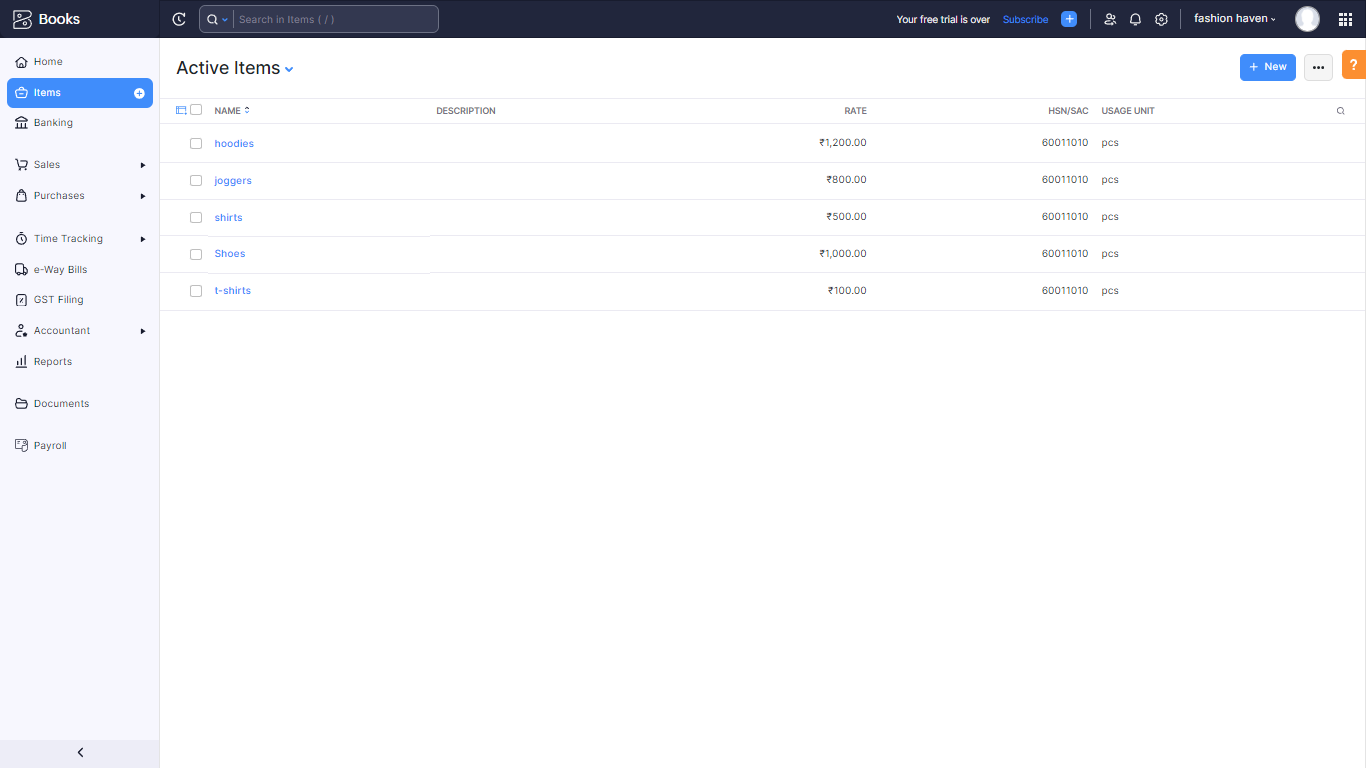 Books
Search in Items ( / )
Your free trial is over Subscribe
fashion haven
Home
Items
Banking
Sales
Purchases
Time Tracking
e-Way Bills
GST Filing
Accountant
Reports
Documents
Payroll
Active Items
+ New
?
NAME DESCRIPTION RATE HSN/SAC USAGE UNIT
hoodies ₹1,200.00 60011010 pcs
joggers ₹800.00 60011010 pcs
shirts ₹500.00 60011010 pcs
Shoes ₹1,000.00 60011010 pcs
t-shirts ₹100.00 60011010 pcs